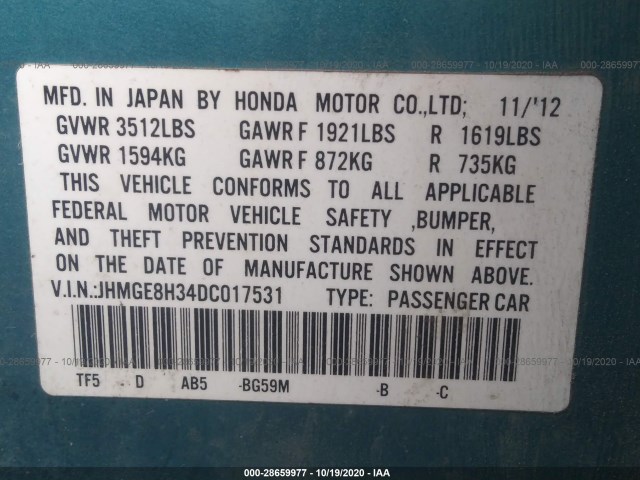 MFD. IN JAPAN BY HONDA MOTOR CO.,LTD; 11/'12
GVWR 3512LBS GAWR F 1921LBS R 1619LBS
GVWR 1594KG GAWR F 872KG R 735KG
THIS VEHICLE CONFORMS TO ALL APPLICABLE
FEDERAL MOTOR VEHICLE SAFETY ,BUMPER,
AND THEFT PREVENTION STANDARDS IN EFFECT
ON THE DATE OF MANUFACTURE SHOWN ABOVE.
V.I.N.:JHMGE8H34DC017531 TYPE: PASSENGER CAR
TF5 - D AB5 -BG59M -B -C
000-28659977 - 10/19/2020 - IAA